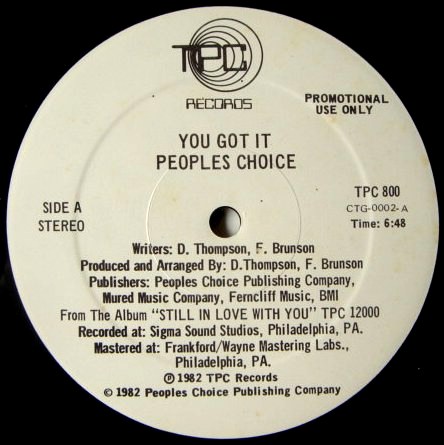 TPC
RECORDS
PROMOTIONAL
USE ONLY
YOU GOT IT
PEOPLES CHOICE
SIDE A
STEREO
TPC 800
CTG-0002-A
Time: 6:48
Writers: D. Thompson, F. Brunson
Produced and Arranged By: D.Thompson, F. Brunson
Publishers: Peoples Choice Publishing Company,
Mured Music Company, Ferncliff Music, BMI
From The Album "STILL IN LOVE WITH YOU" TPC 12000
Recorded at: Sigma Sound Studios, Philadelphia, PA.
Mastered at: Frankford/Wayne Mastering Labs.,
Philadelphia, PA.
℗ 1982 TPC Records
© 1982 Peoples Choice Publishing Company